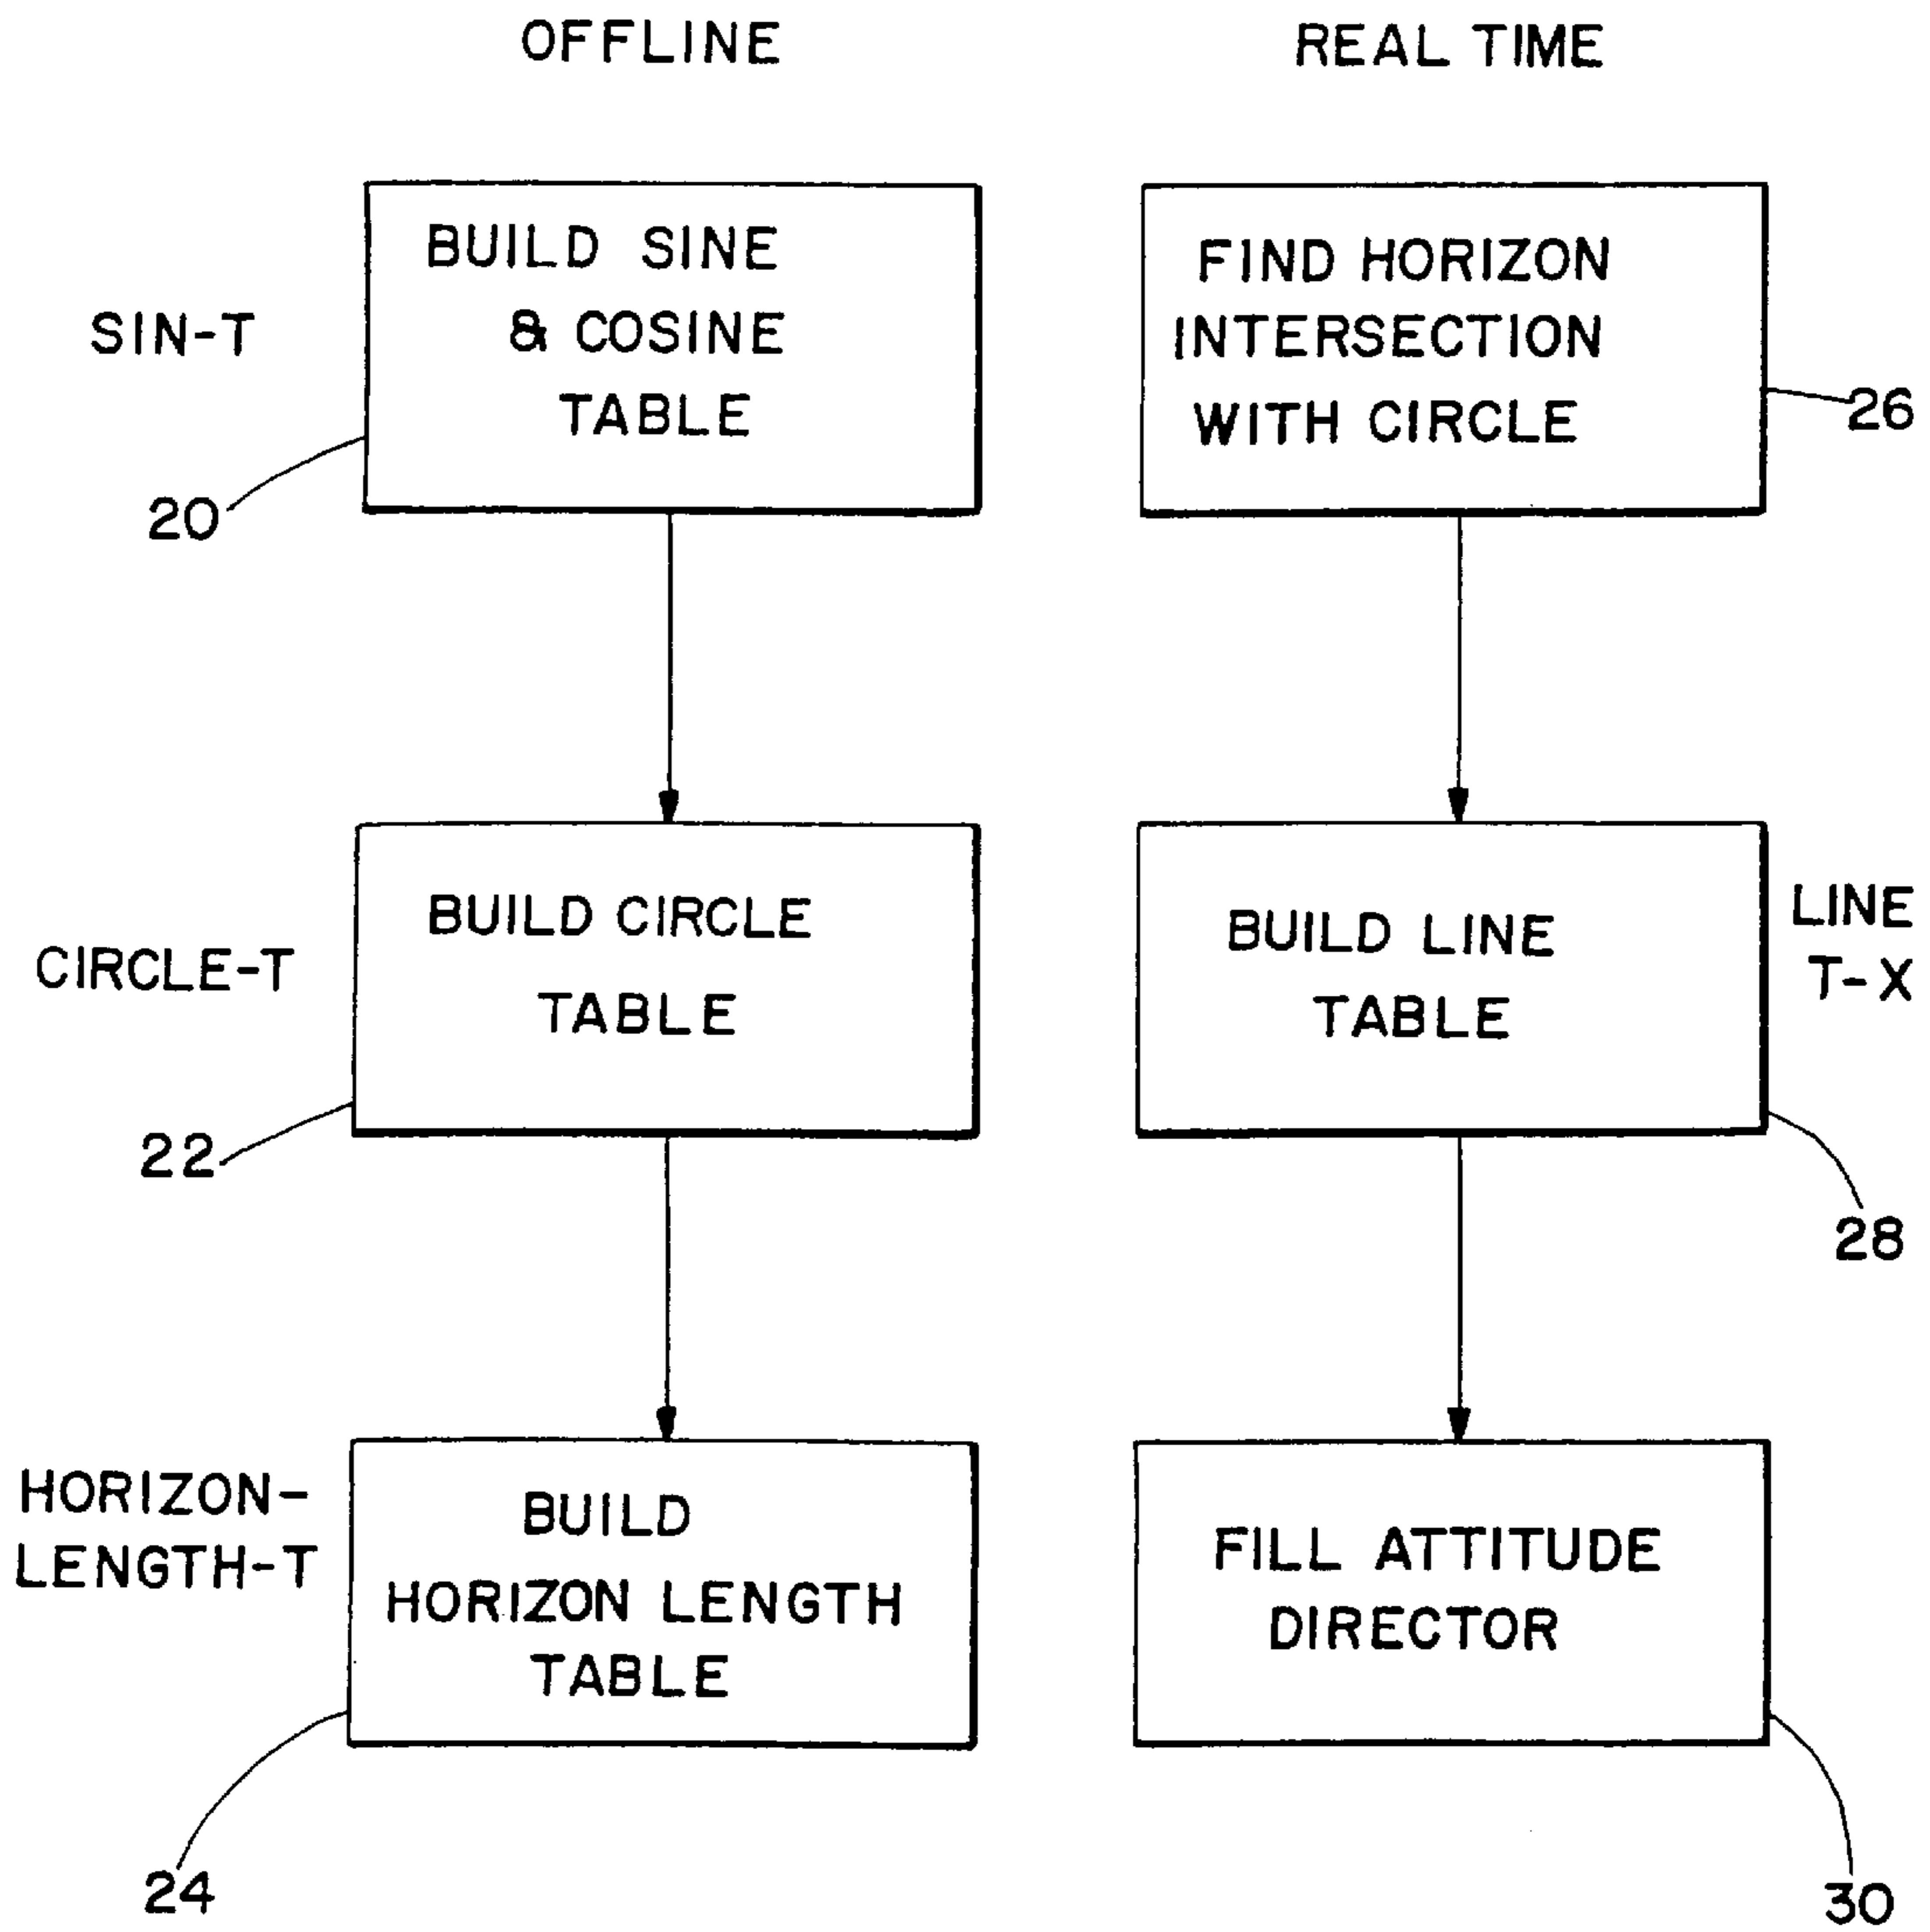 OFFLINE
SIN-T
BUILD SINE
& COSINE
TABLE
20
CIRCLE-T
BUILD CIRCLE
TABLE
22
HORIZON-
LENGTH-T
BUILD
HORIZON LENGTH
TABLE
24
REAL TIME
FIND HORIZON
INTERSECTION
WITH CIRCLE
26
BUILD LINE
TABLE
LINE
T-X
28
FILL ATTITUDE
DIRECTOR
30